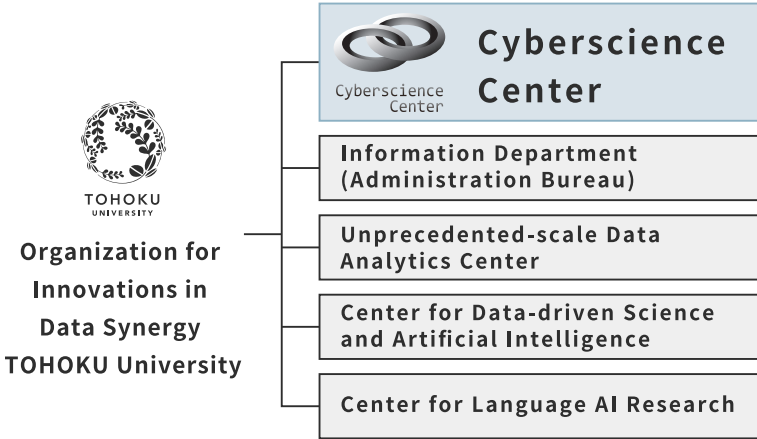 TOHOKU
UNIVERSITY
Organization for
Innovations in
Data Synergy
TOHOKU University
Cyberscience
Center
Cyberscience
Center
Information Department
(Administration Bureau)
Unprecedented-scale Data
Analytics Center
Center for Data-driven Science
and Artificial Intelligence
Center for Language AI Research